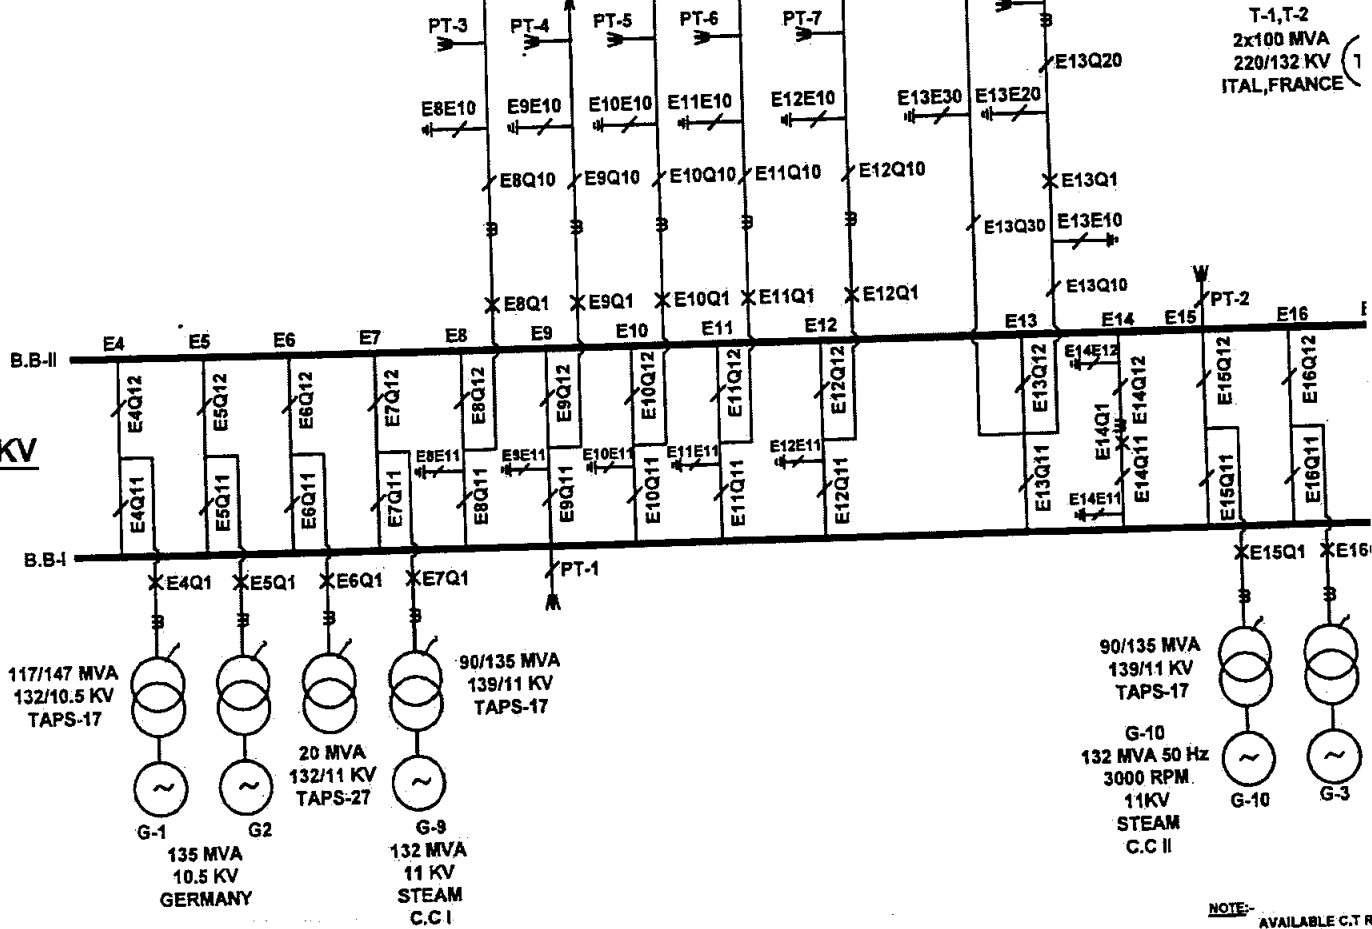 T-1,T-2
2x100 MVA
220/132 KV
ITAL,FRANCE
PT-3
PT-4
PT-5
PT-6
PT-7
E13Q20
E8E10
E9E10
E10E10
E11E10
E12E10
E13E30
E13E20
E8Q10
E9Q10
E10Q10
E11Q10
E12Q10
E13Q1
E13Q30
E13E10
E13Q10
E8Q1
E9Q1
E10Q1
E11Q1
E12Q1
PT-2
B.B-II
E4
E5
E6
E7
E8
E9
E10
E11
E12
E13
E14
E15
E16
E4Q12
E5Q12
E6Q12
E7Q12
E8Q12
E9Q12
E10Q12
E11Q12
E12Q12
E13Q12
E14E12
E14Q12
E15Q12
E16Q12
KV
E14Q1
E8E11
E9E11
E10E11
E11E11
E12E11
E4Q11
E5Q11
E6Q11
E7Q11
E8Q11
E9Q11
E10Q11
E11Q11
E12Q11
E13Q11
E14Q11
E14E11
E15Q11
E16Q11
B.B-I
E4Q1
E5Q1
E6Q1
E7Q1
PT-1
E15Q1
117/147 MVA
132/10.5 KV
TAPS-17
20 MVA
132/11 KV
TAPS-27
90/135 MVA
139/11 KV
TAPS-17
90/135 MVA
139/11 KV
TAPS-17
G-10
132 MVA 50 Hz
3000 RPM
11KV
STEAM
C.C II
G-10
G-3
G-1
G2
135 MVA
10.5 KV
GERMANY
G-9
132 MVA
11 KV
STEAM
C.C I
NOTE:-
AVAILABLE C.T